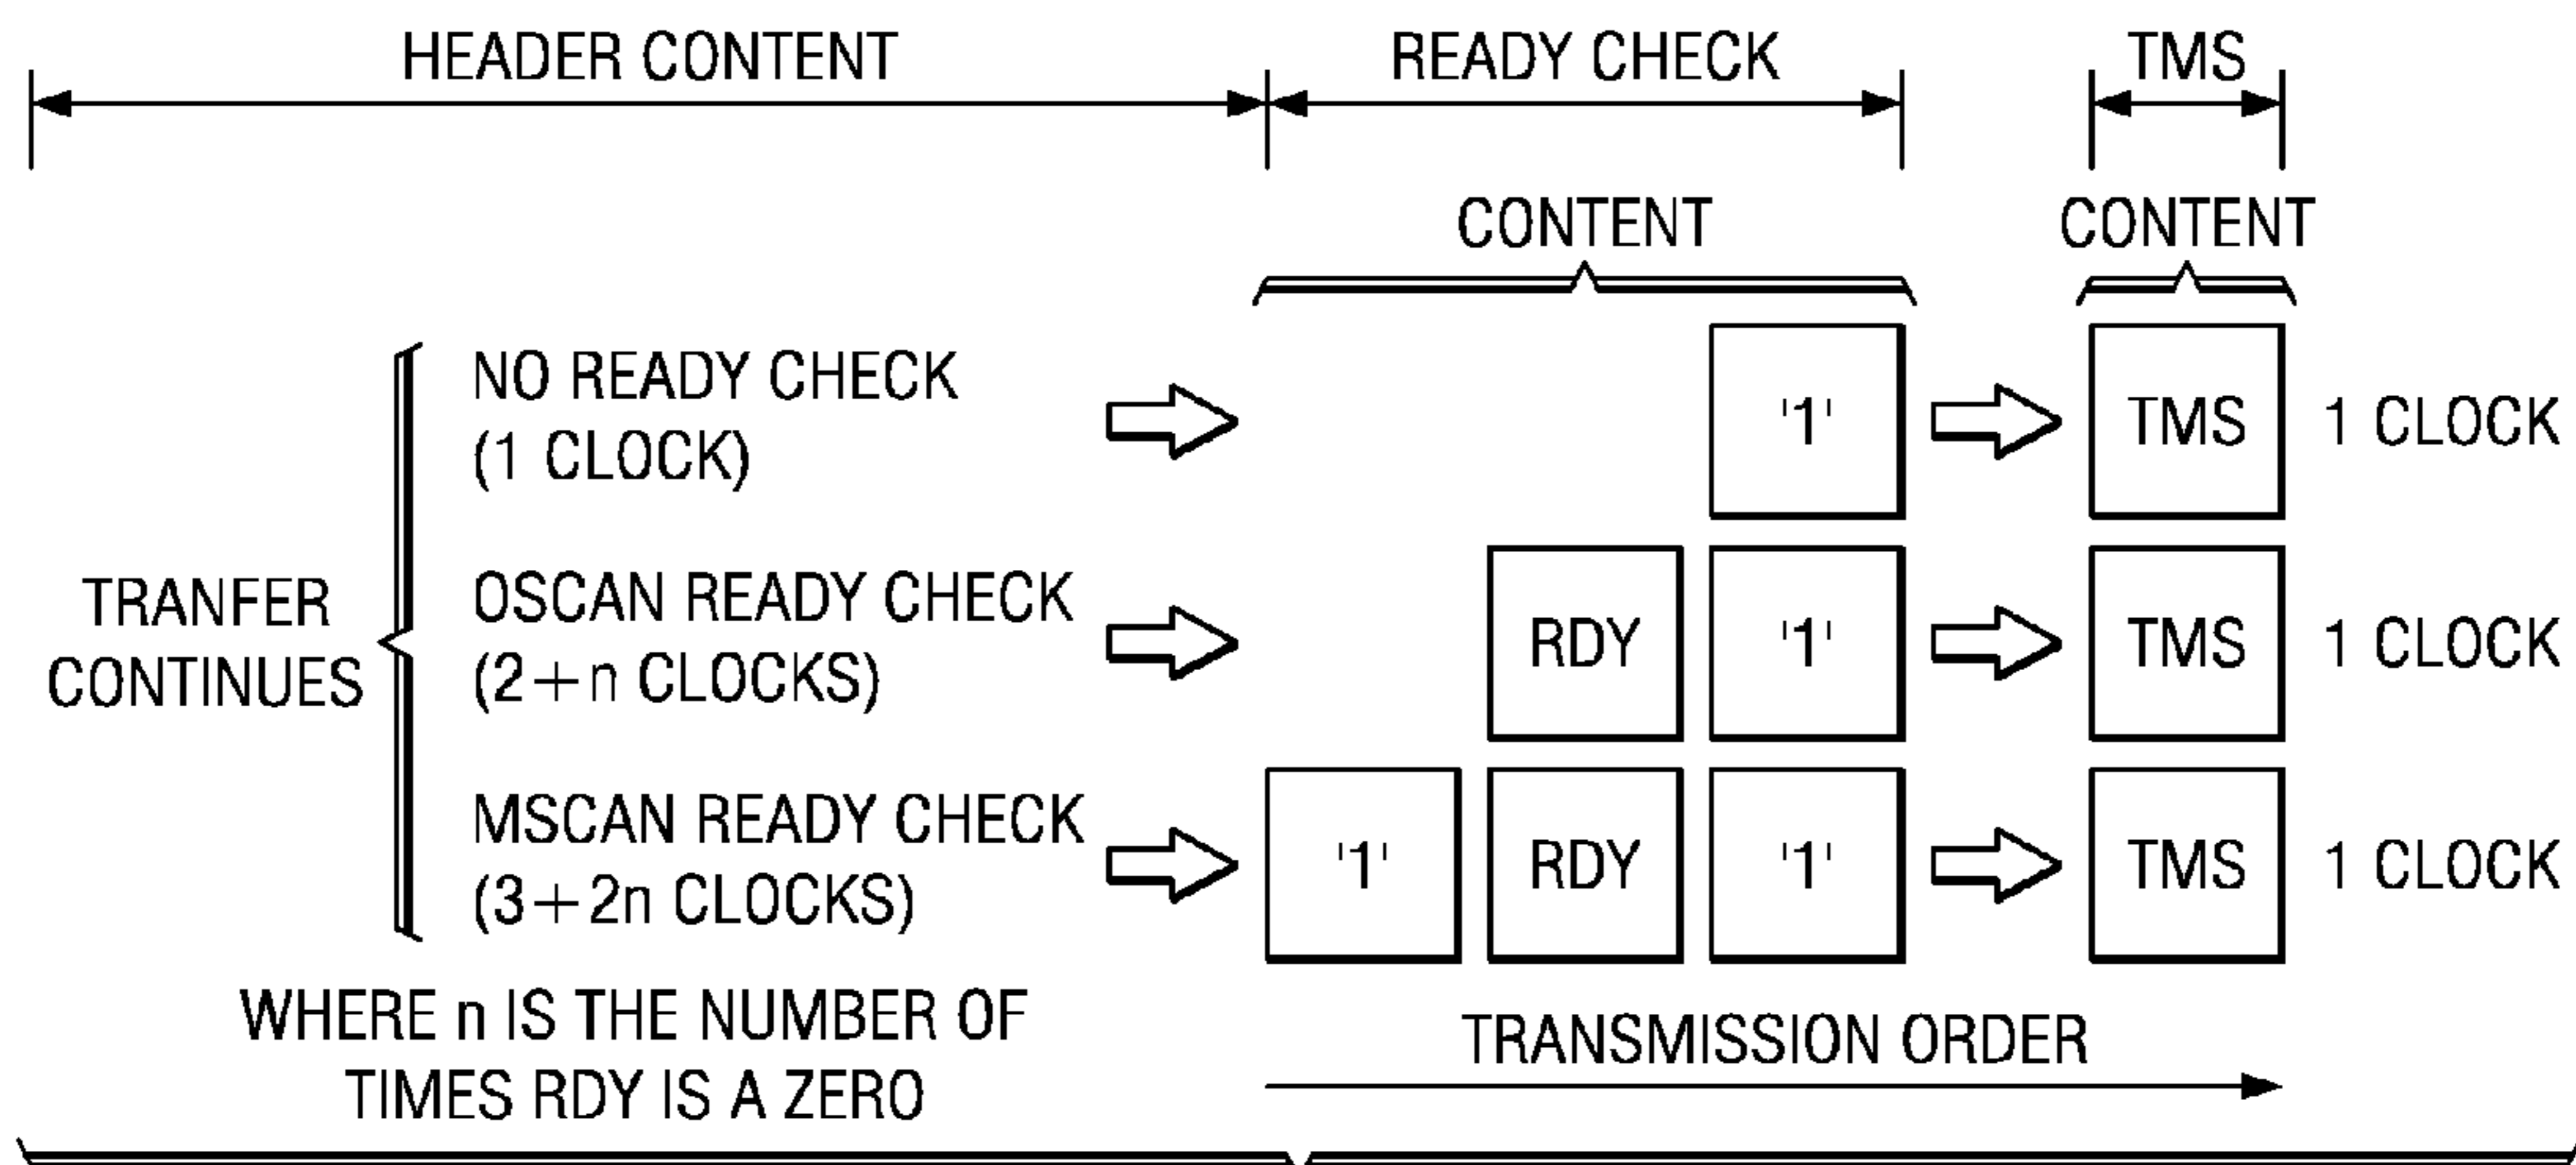 HEADER CONTENT READY CHECK TMS
CONTENT CONTENT
NO READY CHECK
(1 CLOCK)
'1' TMS 1 CLOCK
TRANFER
CONTINUES
OSCAN READY CHECK
(2+n CLOCKS)
RDY '1' TMS 1 CLOCK
MSCAN READY CHECK
(3+2n CLOCKS)
'1' RDY '1' TMS 1 CLOCK
WHERE n IS THE NUMBER OF
TIMES RDY IS A ZERO
TRANSMISSION ORDER